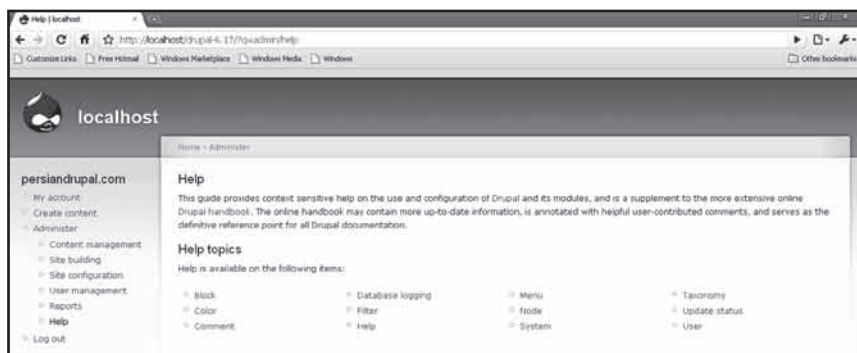 Help | localhost
http://localhost/drupal-6.17/?q=admin/help
Customize Links Free Hotmail Windows Marketplace Windows Media Windows Other bookmarks
localhost
Home › Administer
persiandrupal.com
My account
Create content
Administer
Content management
Site building
Site configuration
User management
Reports
Help
Log out
Help
This guide provides context sensitive help on the use and configuration of Drupal and its modules, and is a supplement to the more extensive online
Drupal handbook. The online handbook may contain more up-to-date information, is annotated with helpful user-contributed comments, and serves as the
definitive reference point for all Drupal documentation.
Help topics
Help is available on the following items:
Block
Color
Comment
Database logging
Filter
Help
Menu
Node
System
Taxonomy
Update status
User